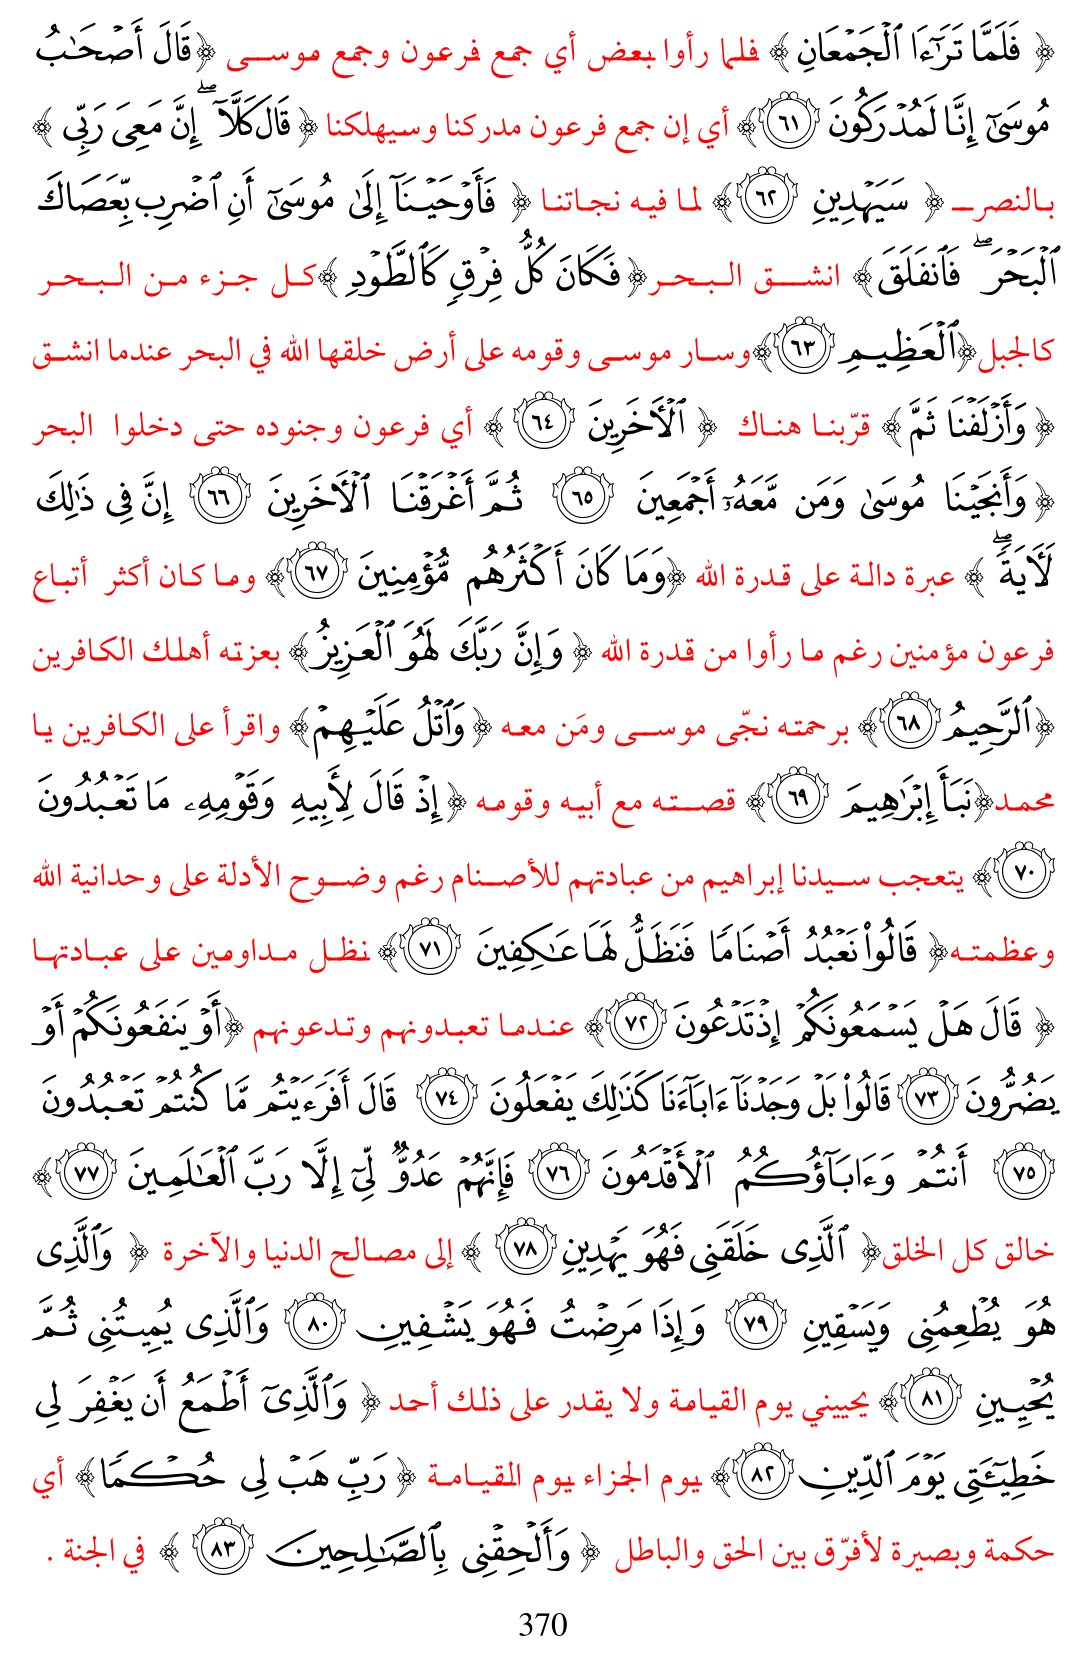 ﴿ فَلَمَّا تَرَٰٓءَا ٱلۡجَمۡعَانِ ﴾ فلما رأوا بعض أي جمع فرعون وجمع موسى ﴿ قَالَ أَصۡحَٰبُ
مُوسَىٰٓ إِنَّا لَمُدۡرَكُونَ ٦١ ﴾ أي إن جمع فرعون مدركنا وسيهلكنا ﴿ قَالَ كَلَّآۖ إِنَّ مَعِيَ رَبِّي ﴾
بالنصر ﴿ سَيَهۡدِينِ ٦٢ ﴾ لما فيه نجاتنا ﴿ فَأَوۡحَيۡنَآ إِلَىٰ مُوسَىٰٓ أَنِ ٱضۡرِب بِّعَصَاكَ
ٱلۡبَحۡرَۖ فَٱنفَلَقَ ﴾ انشق البحر ﴿ فَكَانَ كُلُّ فِرۡقٖ كَٱلطَّوۡدِ ﴾ كل جزء من البحر
كالجبل ﴿ ٱلۡعَظِيمِ ٦٣ ﴾ وسار موسى وقومه على أرض خلقها الله في البحر عندما انشق
﴿ وَأَزۡلَفۡنَا ثَمَّ ﴾ قرّبنا هناك ﴿ ٱلۡأٓخَرِينَ ٦٤ ﴾ أي فرعون وجنوده حتى دخلوا البحر
﴿ وَأَنجَيۡنَا مُوسَىٰ وَمَن مَّعَهُۥٓ أَجۡمَعِينَ ٦٥ ثُمَّ أَغۡرَقۡنَا ٱلۡأٓخَرِينَ ٦٦ إِنَّ فِي ذَٰلِكَ
لَأٓيَةٗۖ ﴾ عبرة دالة على قدرة الله ﴿ وَمَا كَانَ أَكۡثَرُهُم مُّؤۡمِنِينَ ٦٧ ﴾ وما كان أكثر أتباع
فرعون مؤمنين رغم ما رأوا من قدرة الله ﴿ وَإِنَّ رَبَّكَ لَهُوَ ٱلۡعَزِيزُ ﴾ بعزته أهلك الكافرين
﴿ ٱلرَّحِيمُ ٦٨ ﴾ برحمته نجّى موسى ومَن معه ﴿ وَٱتۡلُ عَلَيۡهِمۡ ﴾ واقرأ على الكافرين يا
محمد ﴿ نَبَأَ إِبۡرَٰهِيمَ ٦٩ ﴾ قصته مع أبيه وقومه ﴿ إِذۡ قَالَ لِأَبِيهِ وَقَوۡمِهِۦ مَا تَعۡبُدُونَ
٧٠ ﴾ يتعجب سيدنا إبراهيم من عبادتهم للأصنام رغم وضوح الأدلة على وحدانية الله
وعظمته ﴿ قَالُواْ نَعۡبُدُ أَصۡنَامٗا فَنَظَلُّ لَهَا عَٰكِفِينَ ٧١ ﴾ نظل مداومين على عبادتها
﴿ قَالَ هَلۡ يَسۡمَعُونَكُمۡ إِذۡ تَدۡعُونَ ٧٢ ﴾ عندما تعبدونهم وتدعونهم ﴿ أَوۡ يَنفَعُونَكُمۡ أَوۡ
يَضُرُّونَ ٧٣ قَالُواْ بَلۡ وَجَدۡنَآ ءَابَآءَنَا كَذَٰلِكَ يَفۡعَلُونَ ٧٤ قَالَ أَفَرَءَيۡتُم مَّا كُنتُمۡ تَعۡبُدُونَ
٧٥ أَنتُمۡ وَءَابَآؤُكُمُ ٱلۡأَقۡدَمُونَ ٧٦ فَإِنَّهُمۡ عَدُوّٞ لِّيٓ إِلَّا رَبَّ ٱلۡعَٰلَمِينَ ٧٧ ﴾
خالق كل الخلق ﴿ ٱلَّذِي خَلَقَنِي فَهُوَ يَهۡدِينِ ٧٨ ﴾ إلى مصالح الدنيا والآخرة ﴿ وَٱلَّذِي
هُوَ يُطۡعِمُنِي وَيَسۡقِينِ ٧٩ وَإِذَا مَرِضۡتُ فَهُوَ يَشۡفِينِ ٨٠ وَٱلَّذِي يُمِيتُنِي ثُمَّ
يُحۡيِينِ ٨١ ﴾ يحييني يوم القيامة ولا يقدر على ذلك أحد ﴿ وَٱلَّذِيٓ أَطۡمَعُ أَن يَغۡفِرَ لِي
خَطِيٓـَٔتِي يَوۡمَ ٱلدِّينِ ٨٢ ﴾ يوم الجزاء يوم القيامة ﴿ رَبِّ هَبۡ لِي حُكۡمٗا ﴾ أي
حكمة وبصيرة لأفرّق بين الحق والباطل ﴿ وَأَلۡحِقۡنِي بِٱلصَّٰلِحِينَ ٨٣ ﴾ في الجنة .
370